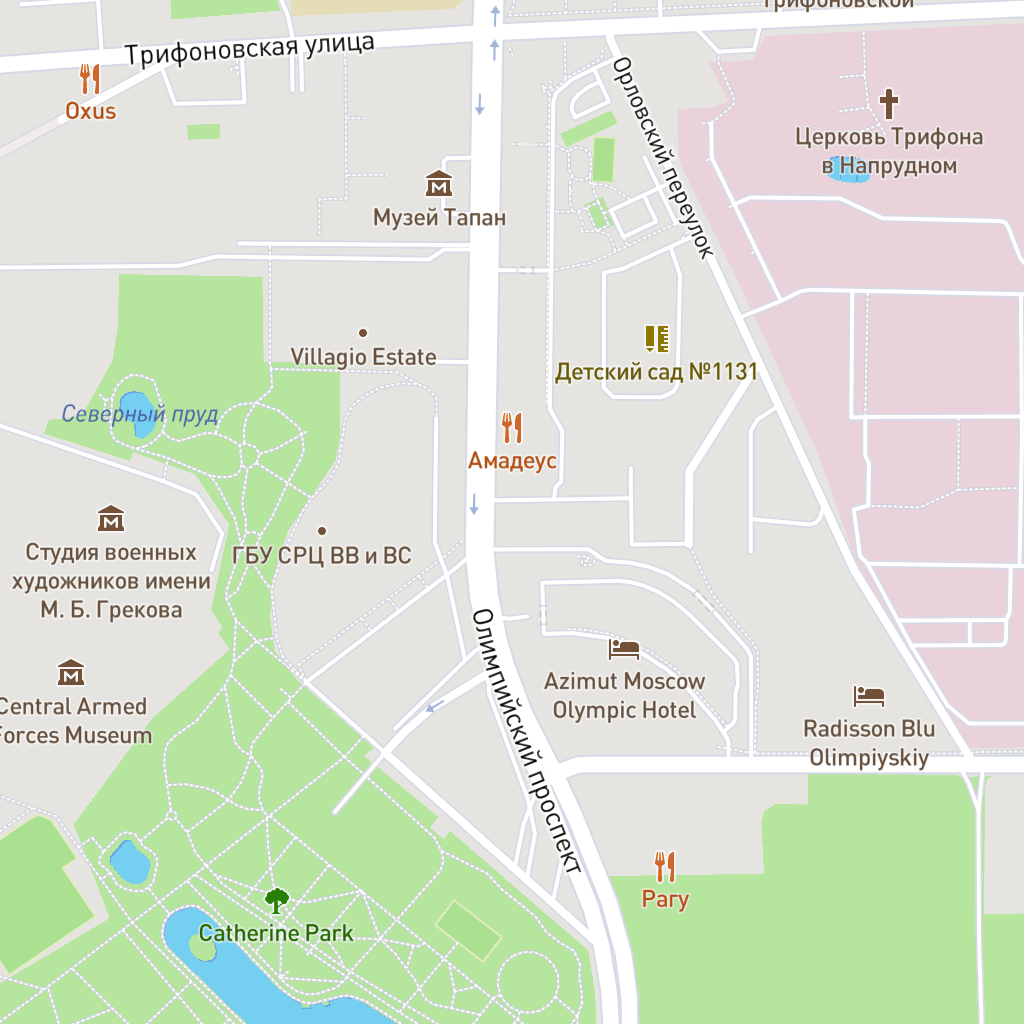 Трифоновской
Трифоновская улица
Oxus
Орловский переулок
Церковь Трифона
в Напрудном
Музей Тапан
Villagio Estate
Детский сад №1131
Северный пруд
Амадеус
Студия военных
художников имени
М. Б. Грекова
ГБУ СРЦ ВВ и ВС
Олимпийский проспект
Central Armed
Forces Museum
Azimut Moscow
Olympic Hotel
Radisson Blu
Olimpiyskiy
Рагу
Catherine Park